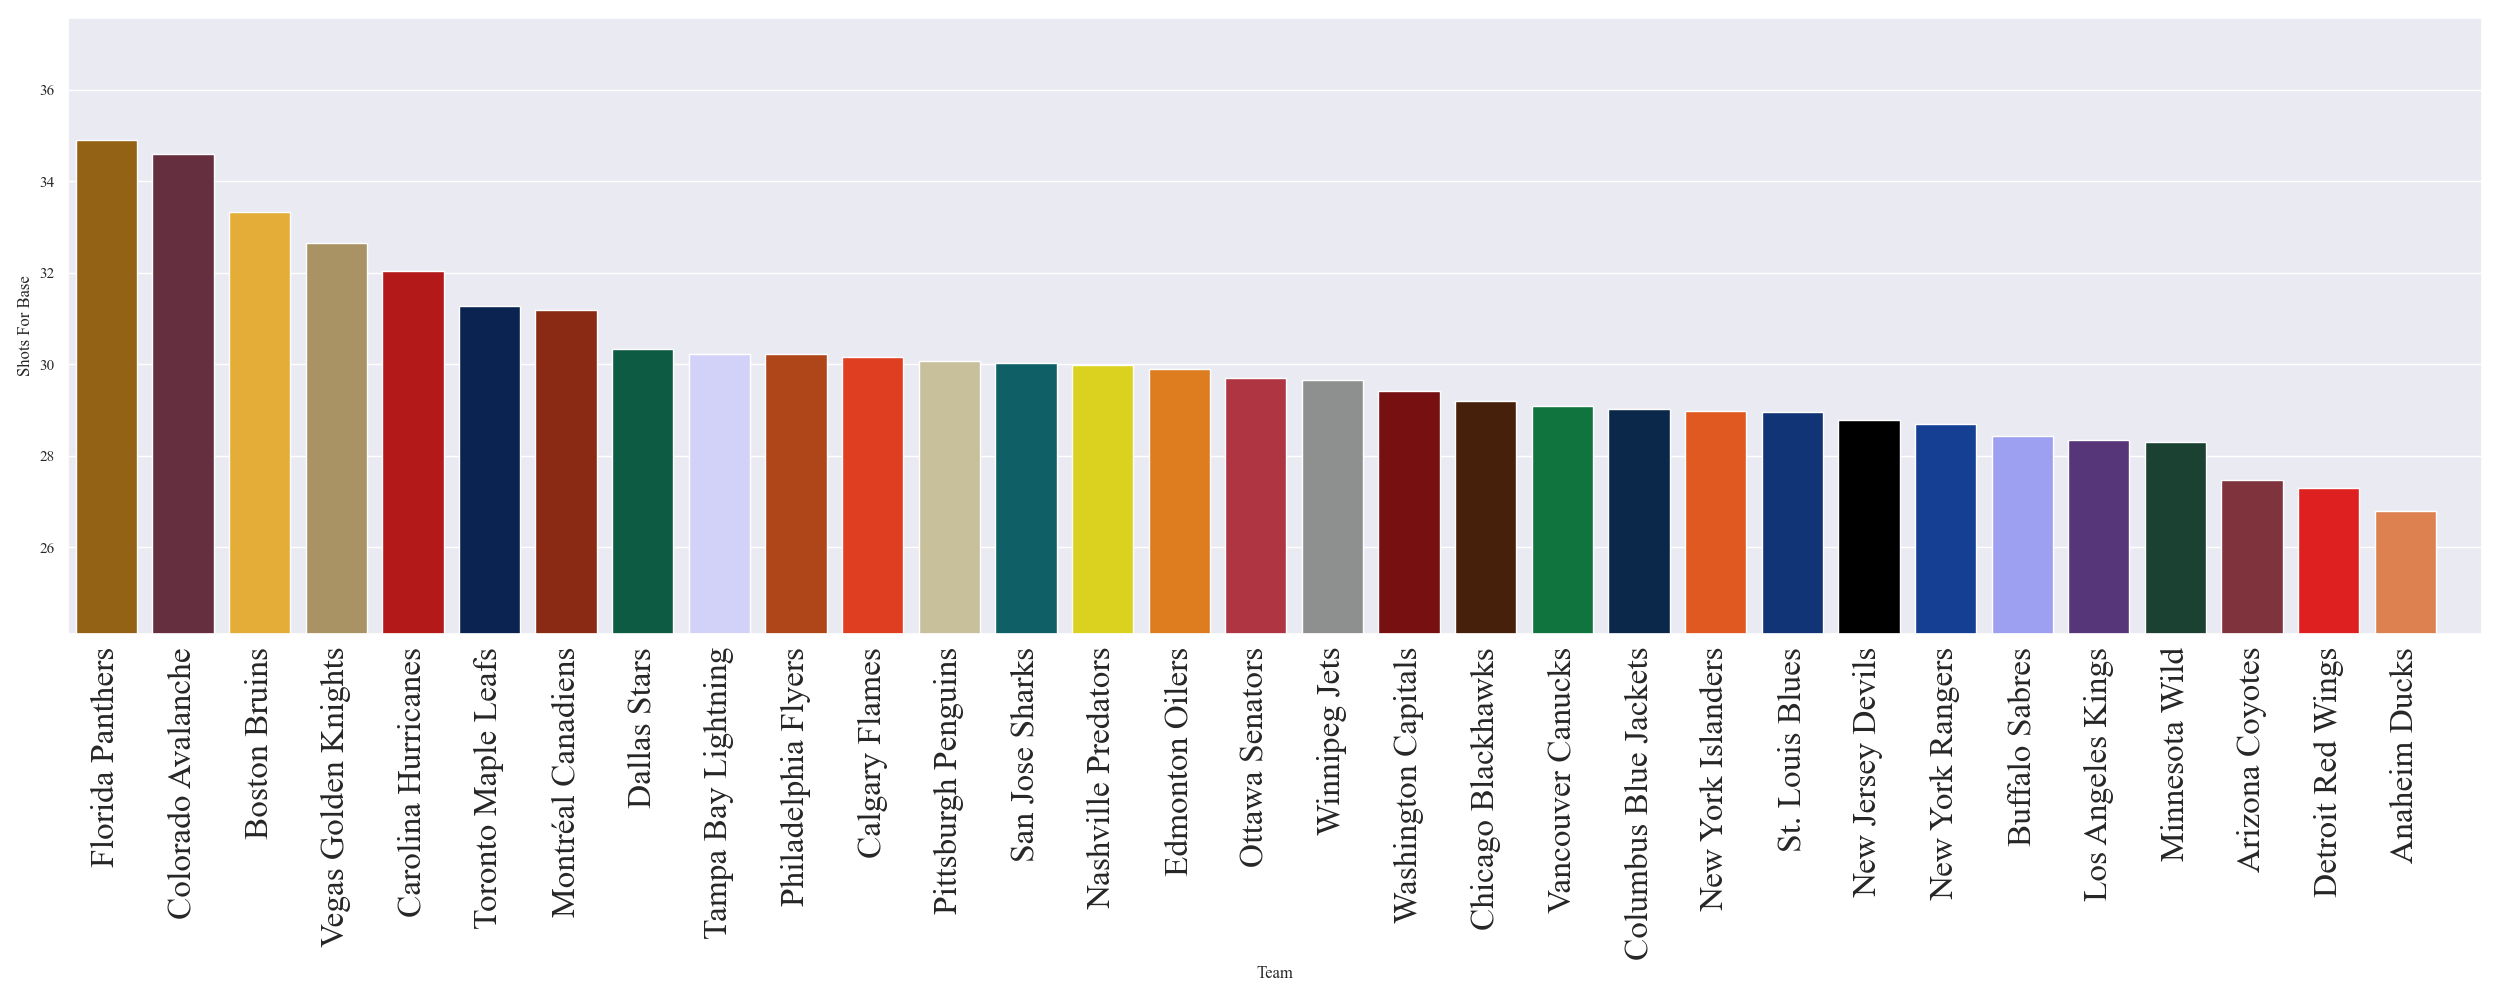 36
34
32
30
28
26
Shots For Base
Florida Panthers
Colorado Avalanche
Boston Bruins
Vegas Golden Knights
Carolina Hurricanes
Toronto Maple Leafs
Montréal Canadiens
Dallas Stars
Tampa Bay Lightning
Philadelphia Flyers
Calgary Flames
Pittsburgh Penguins
San Jose Sharks
Nashville Predators
Edmonton Oilers
Ottawa Senators
Winnipeg Jets
Washington Capitals
Chicago Blackhawks
Vancouver Canucks
Columbus Blue Jackets
New York Islanders
St. Louis Blues
New Jersey Devils
New York Rangers
Buffalo Sabres
Los Angeles Kings
Minnesota Wild
Arizona Coyotes
Detroit Red Wings
Anaheim Ducks
Team